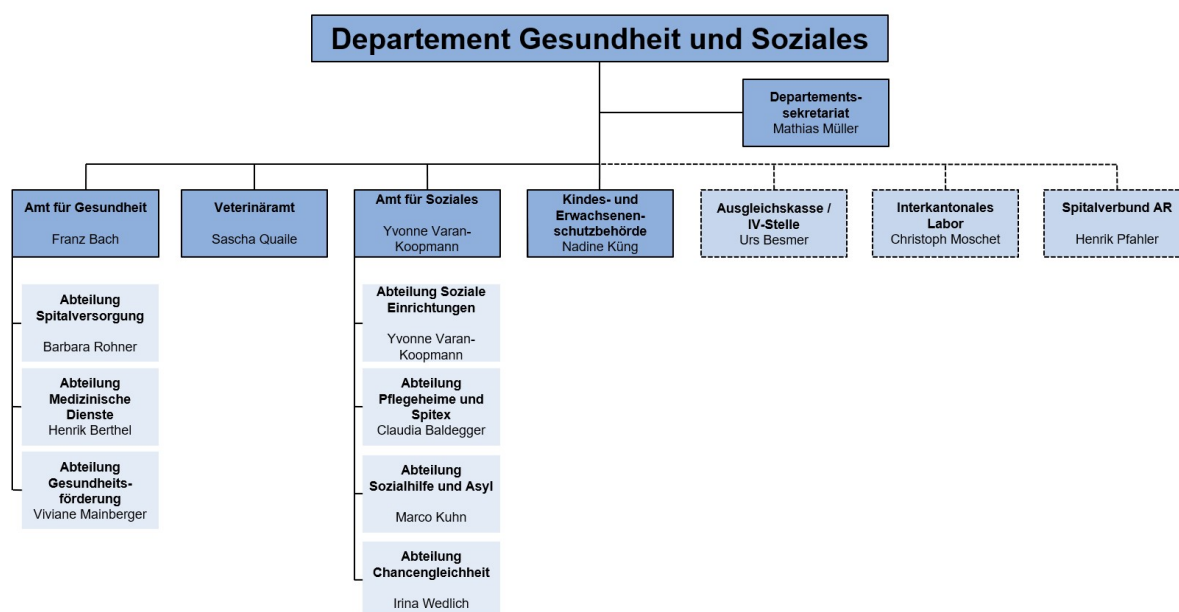 Departement Gesundheit und Soziales
Departements-
sekretariat
Mathias Müller
Amt für Gesundheit
Franz Bach
Veterinäramt
Sascha Quaile
Amt für Soziales
Yvonne Varan-
Koopmann
Kindes- und
Erwachsenen-
schutzbehörde
Nadine Küng
Ausgleichskasse /
IV-Stelle
Urs Besmer
Interkantonales
Labor
Christoph Moschet
Spitalverbund AR
Henrik Pfahler
Abteilung
Spitalversorgung
Barbara Rohner
Abteilung
Medizinische
Dienste
Henrik Berthel
Abteilung
Gesundheits-
förderung
Viviane Mainberger
Abteilung Soziale
Einrichtungen
Yvonne Varan-
Koopmann
Abteilung
Pflegeheime und
Spitex
Claudia Baldegger
Abteilung
Sozialhilfe und Asyl
Marco Kuhn
Abteilung
Chancengleichheit
Irina Wedlich